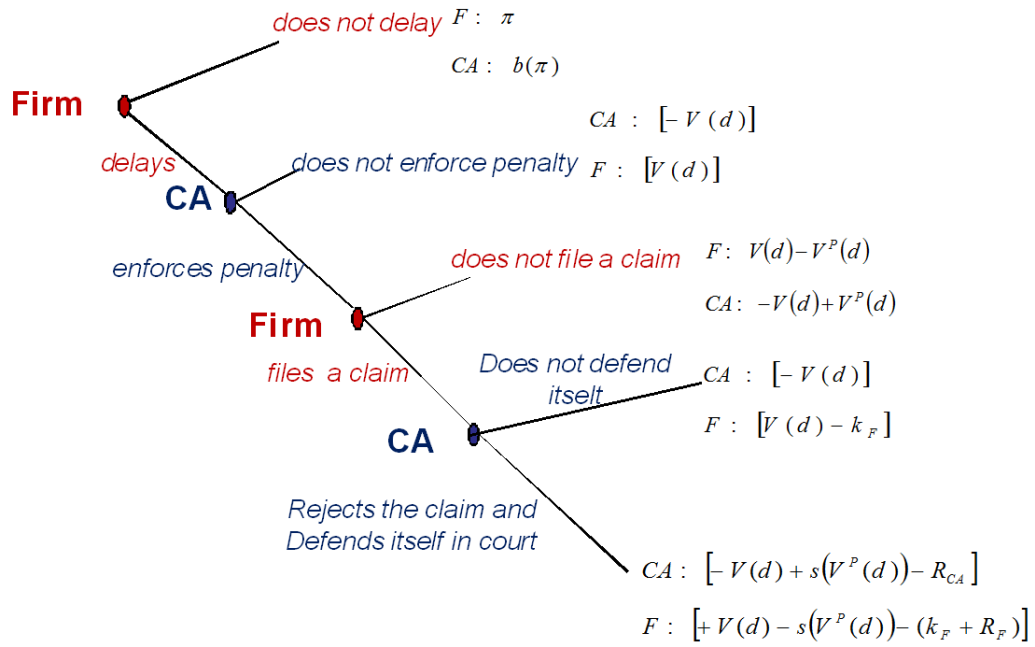 does not delay F : π
CA : b(π)
Firm
CA : [− V (d)]
delays
does not enforce penalty F : [V (d)]
CA
enforces penalty
does not file a claim F: V(d)−V^P(d)
CA: −V(d)+V^P(d)
Firm
files a claim
Does not defend
itselt
CA : [− V (d)]
F : [V (d) − k_F]
CA
Rejects the claim and
Defends itself in court
CA : [− V(d) + s(V^P(d)) − R_CA]
F : [+ V(d) − s(V^P(d)) − (k_F + R_F)]